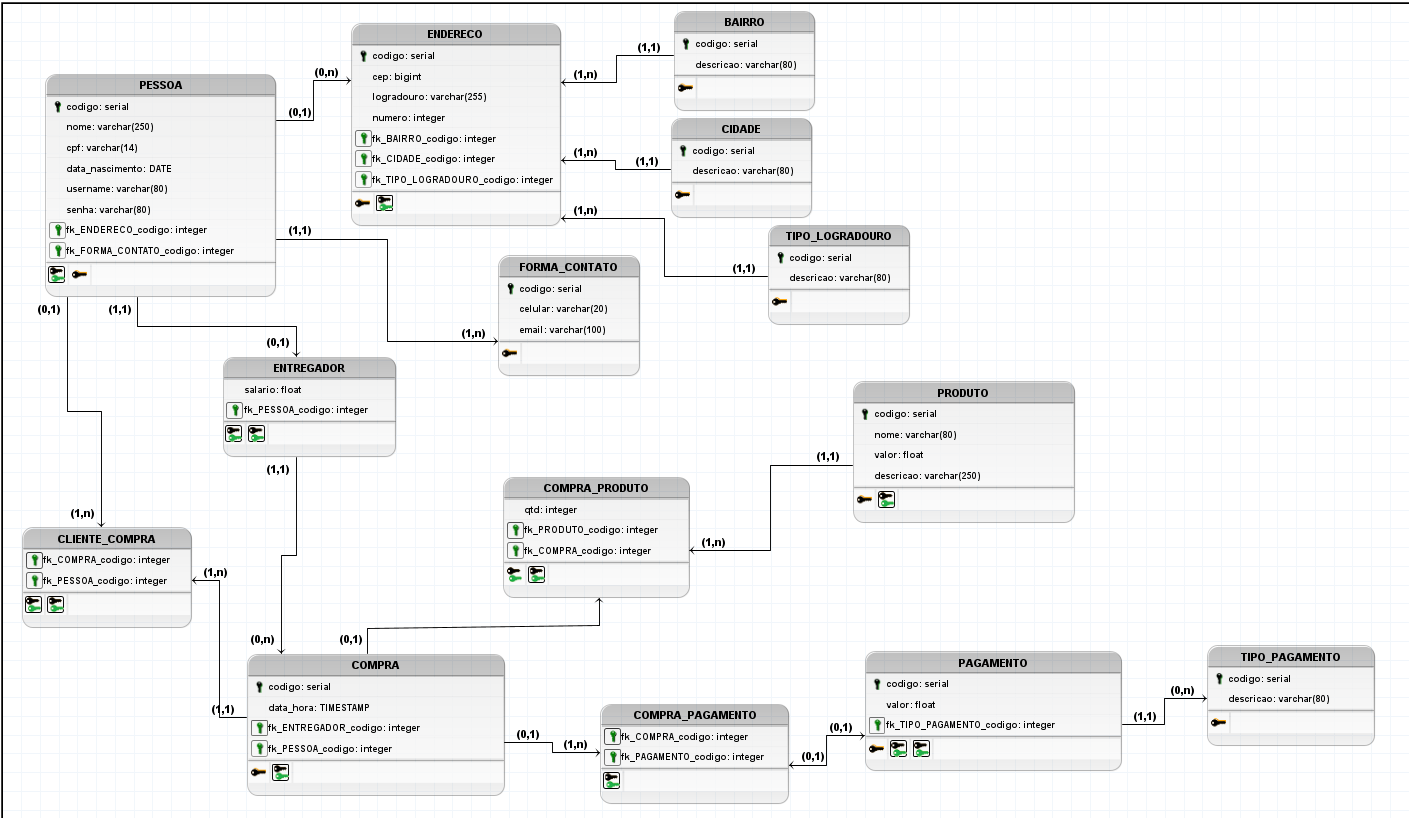 PESSOA
codigo: serial
nome: varchar(250)
cpf: varchar(14)
data_nascimento: DATE
username: varchar(80)
senha: varchar(80)
fk_ENDERECO_codigo: integer
fk_FORMA_CONTATO_codigo: integer
(0,1)
(0,n)
ENDERECO
codigo: serial
cep: bigint
logradouro: varchar(255)
numero: integer
fk_BAIRRO_codigo: integer
fk_CIDADE_codigo: integer
fk_TIPO_LOGRADOURO_codigo: integer
(1,n)
(1,1)
BAIRRO
codigo: serial
descricao: varchar(80)
(1,n)
(1,1)
CIDADE
codigo: serial
descricao: varchar(80)
(1,n)
(1,1)
TIPO_LOGRADOURO
codigo: serial
descricao: varchar(80)
(1,1)
(1,n)
FORMA_CONTATO
codigo: serial
celular: varchar(20)
email: varchar(100)
(0,1)
(1,1)
(0,1)
ENTREGADOR
salario: float
fk_PESSOA_codigo: integer
(1,1)
(1,n)
CLIENTE_COMPRA
fk_COMPRA_codigo: integer
fk_PESSOA_codigo: integer
(1,n)
(1,1)
PRODUTO
codigo: serial
nome: varchar(80)
valor: float
descricao: varchar(250)
(1,1)
(1,n)
COMPRA_PRODUTO
qtd: integer
fk_PRODUTO_codigo: integer
fk_COMPRA_codigo: integer
(0,n)
(0,1)
COMPRA
codigo: serial
data_hora: TIMESTAMP
fk_ENTREGADOR_codigo: integer
fk_PESSOA_codigo: integer
(0,1)
(1,n)
COMPRA_PAGAMENTO
fk_COMPRA_codigo: integer
fk_PAGAMENTO_codigo: integer
(0,1)
(0,1)
PAGAMENTO
codigo: serial
valor: float
fk_TIPO_PAGAMENTO_codigo: integer
(1,1)
(0,n)
TIPO_PAGAMENTO
codigo: serial
descricao: varchar(80)